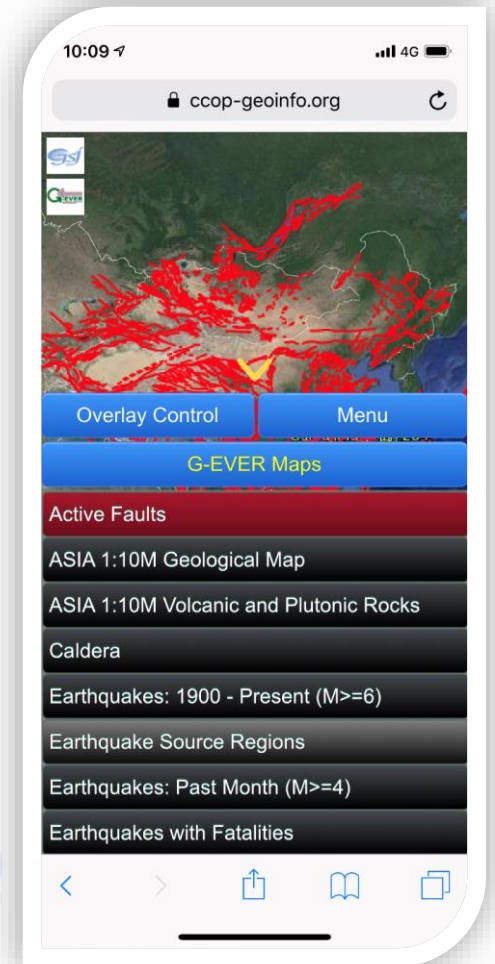 10:09
4G
ccop-geoinfo.org
GSJ
G-EVER
Overlay Control
Menu
G-EVER Maps
Active Faults
ASIA 1:10M Geological Map
ASIA 1:10M Volcanic and Plutonic Rocks
Caldera
Earthquakes: 1900 - Present (M>=6)
Earthquake Source Regions
Earthquakes: Past Month (M>=4)
Earthquakes with Fatalities